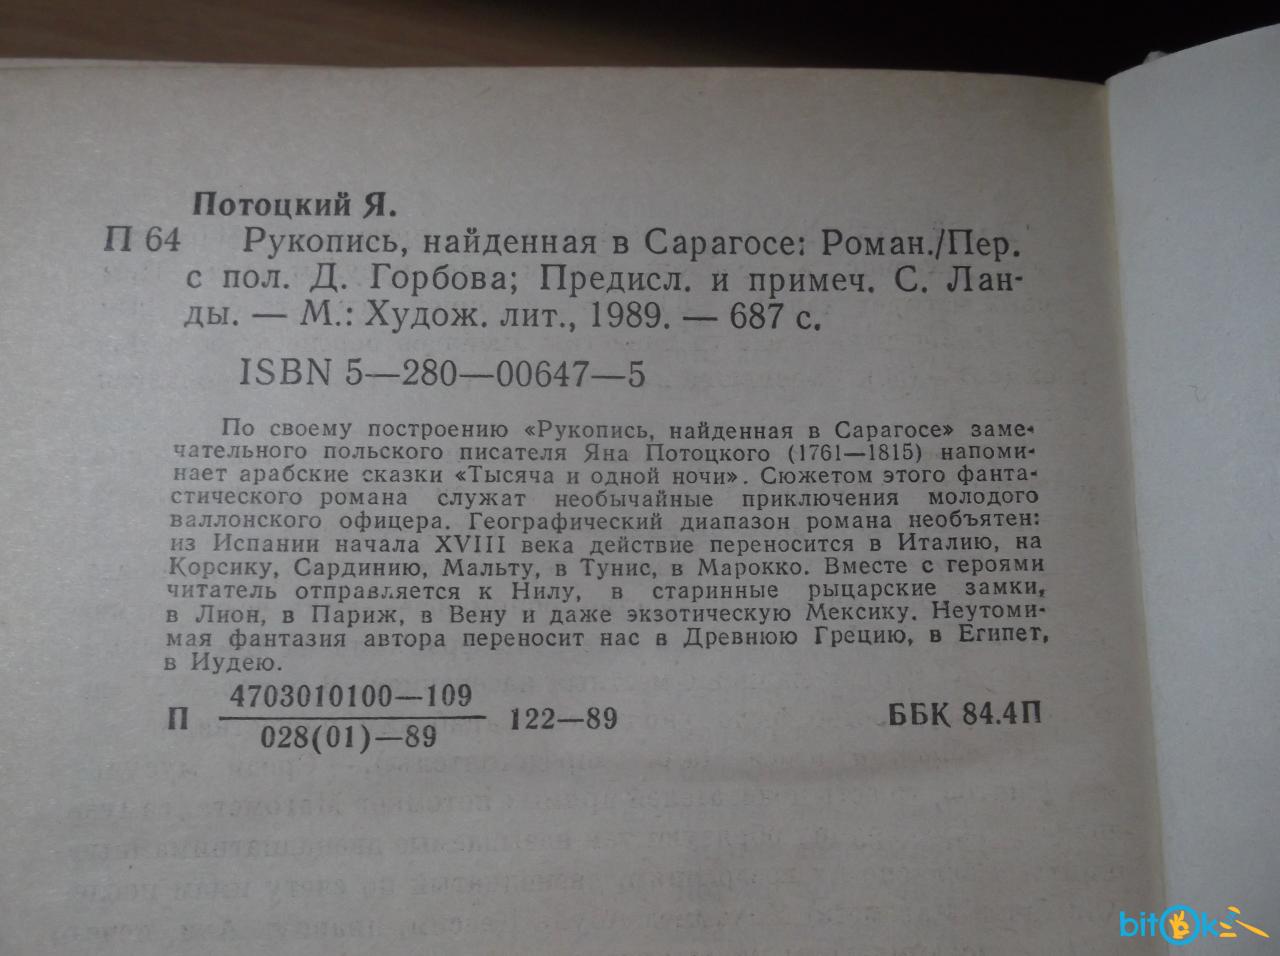 Потоцкий Я.
П 64 Рукопись, найденная в Сарагосе: Роман./Пер.
с пол. Д. Горбова; Предисл. и примеч. С. Лан-
ды. — М.: Худож. лит., 1989. — 687 с.
ISBN 5—280—00647—5
По своему построению «Рукопись, найденная в Сарагосе» заме-
чательного польского писателя Яна Потоцкого (1761—1815) напоми-
нает арабские сказки «Тысяча и одной ночи». Сюжетом этого фанта-
стического романа служат необычайные приключения молодого
валлонского офицера. Географический диапазон романа необъятен:
из Испании начала XVIII века действие переносится в Италию, на
Корсику, Сардинию, Мальту, в Тунис, в Марокко. Вместе с героями
читатель отправляется к Нилу, в старинные рыцарские замки,
в Лион, в Париж, в Вену и даже экзотическую Мексику. Неутоми-
мая фантазия автора переносит нас в Древнюю Грецию, в Египет,
в Иудею.
П 4703010100—109 122—89 ББК 84.4П
028(01)—89